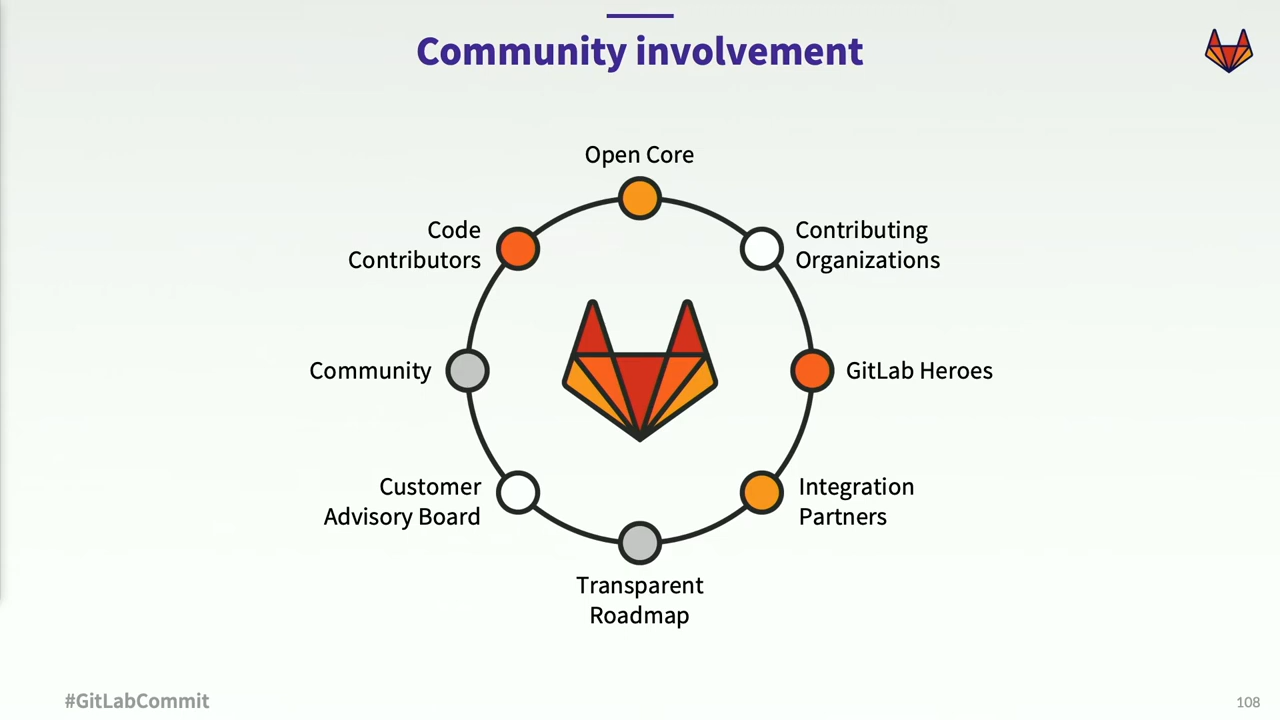 Community involvement
Open Core
Code
Contributors
Contributing
Organizations
Community
GitLab Heroes
Customer
Advisory Board
Integration
Partners
Transparent
Roadmap
#GitLabCommit
108